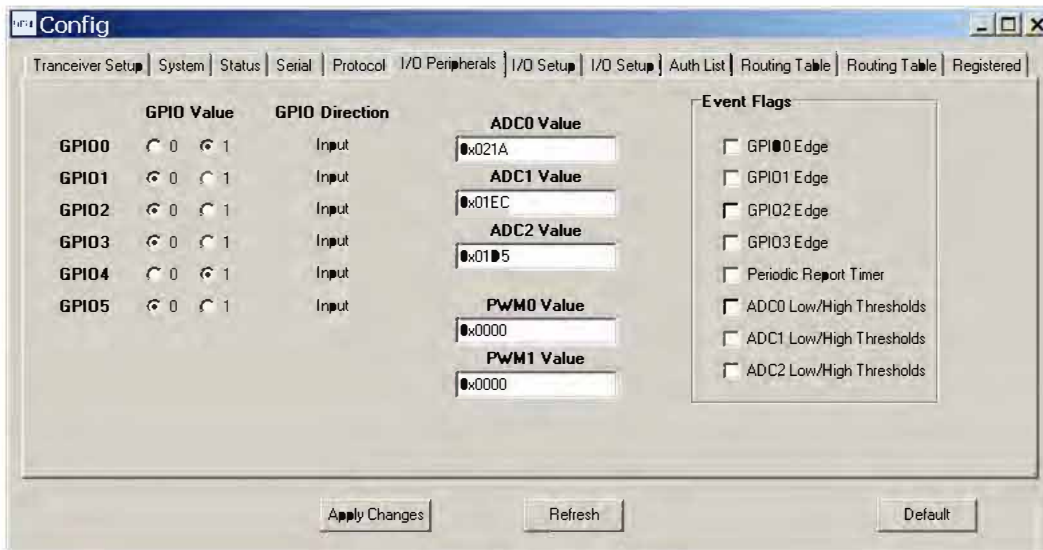 Config
Tranceiver Setup System Status Serial Protocol I/O Peripherals I/O Setup I/O Setup Auth List Routing Table Routing Table Registered
GPIO Value GPIO Direction
GPIO0 0 1 Input
GPIO1 0 1 Input
GPIO2 0 1 Input
GPIO3 0 1 Input
GPIO4 0 1 Input
GPIO5 0 1 Input
ADC0 Value
0x021A
ADC1 Value
0x01EC
ADC2 Value
0x01D5
PWM0 Value
0x0000
PWM1 Value
0x0000
Event Flags
GPIO0 Edge
GPIO1 Edge
GPIO2 Edge
GPIO3 Edge
Periodic Report Timer
ADC0 Low/High Thresholds
ADC1 Low/High Thresholds
ADC2 Low/High Thresholds
Apply Changes Refresh Default